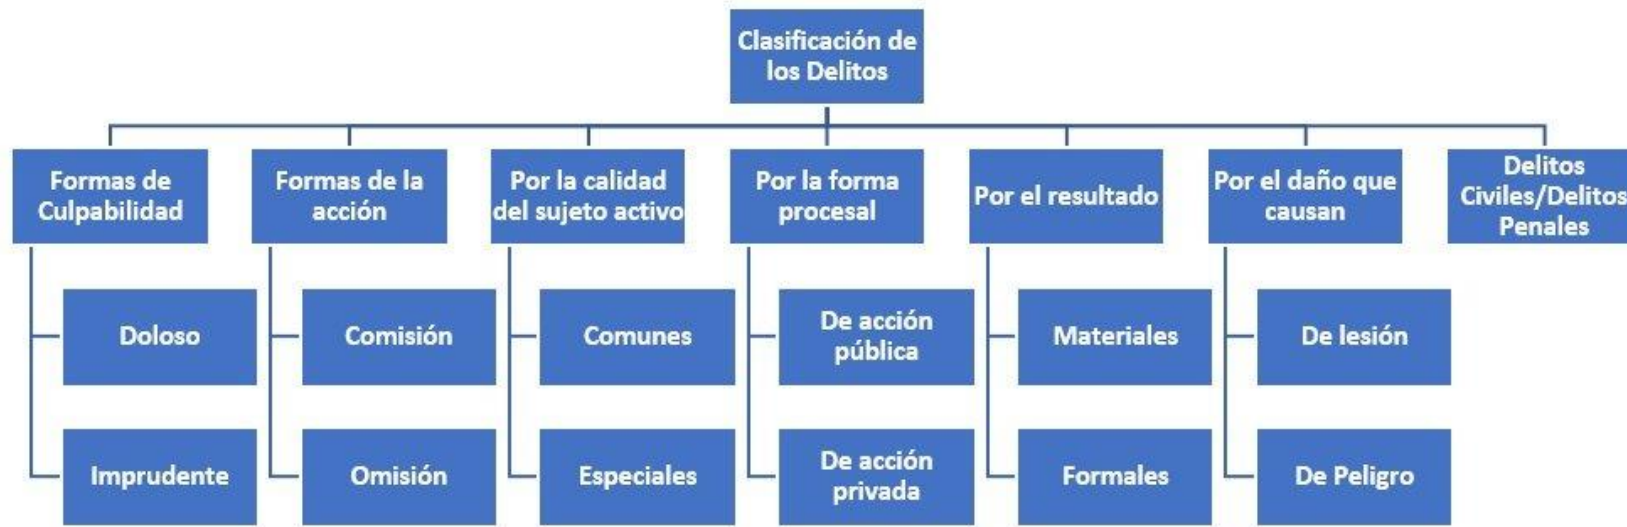 Clasificación de
los Delitos
Formas de
Culpabilidad
Formas de la
acción
Por la calidad
del sujeto activo
Por la forma
procesal
Por el resultado
Por el daño que
causan
Delitos
Civiles/Delitos
Penales
Doloso
Comisión
Comunes
De acción
pública
Materiales
De lesión
Imprudente
Omisión
Especiales
De acción
privada
Formales
De Peligro